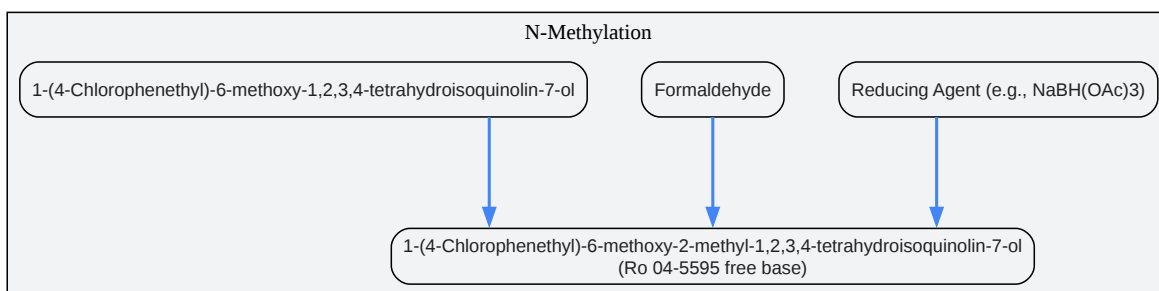 N-Methylation
1-(4-Chlorophenethyl)-6-methoxy-1,2,3,4-tetrahydroisoquinolin-7-ol
Formaldehyde
Reducing Agent (e.g., NaBH(OAc)3)
1-(4-Chlorophenethyl)-6-methoxy-2-methyl-1,2,3,4-tetrahydroisoquinolin-7-ol
(Ro 04-5595 free base)